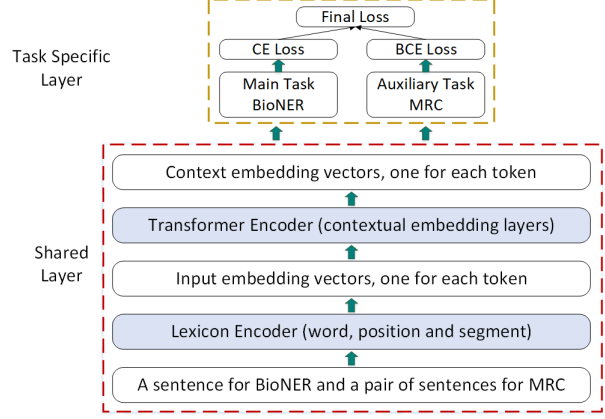 Final Loss
Task Specific
Layer
CE Loss
BCE Loss
Main Task
BioNER
Auxiliary Task
MRC
Shared
Layer
Context embedding vectors, one for each token
Transformer Encoder (contextual embedding layers)
Input embedding vectors, one for each token
Lexicon Encoder (word, position and segment)
A sentence for BioNER and a pair of sentences for MRC